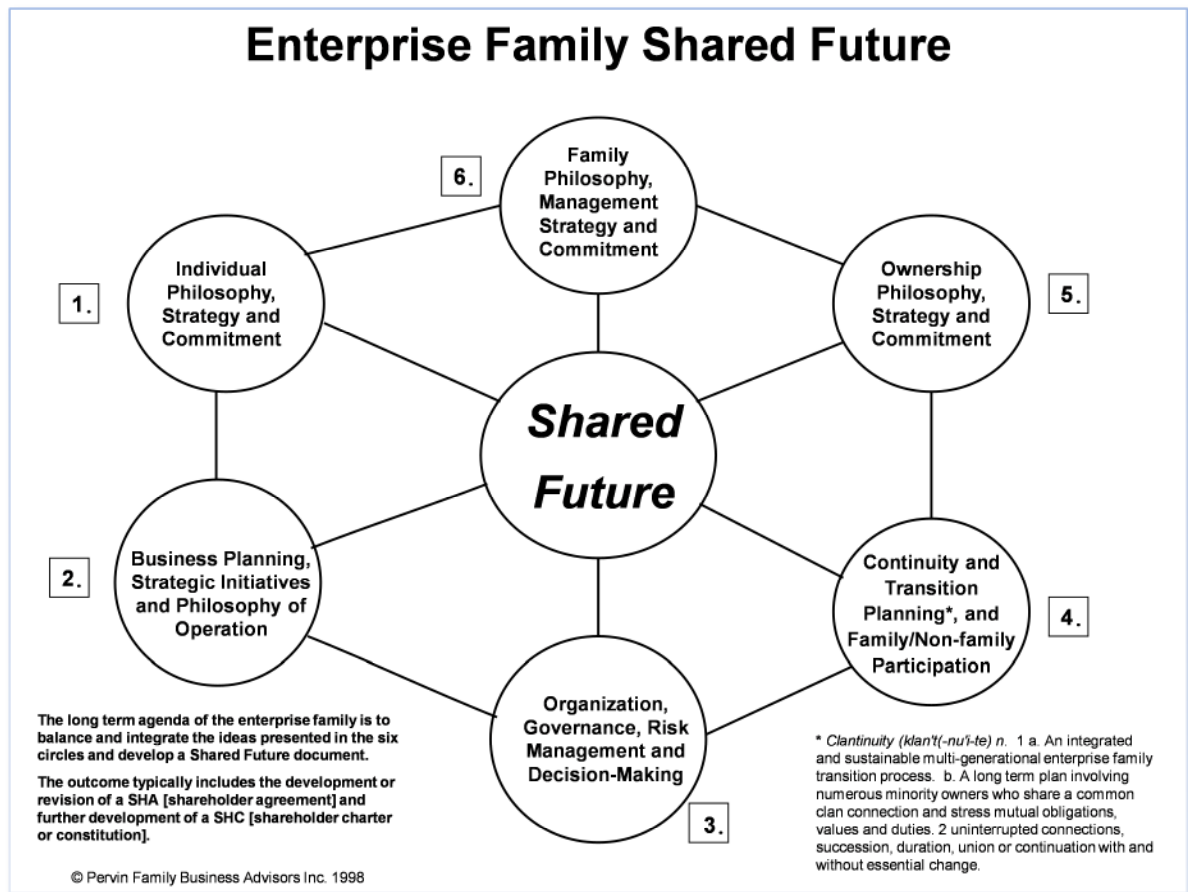 Enterprise Family Shared Future
6.
Family
Philosophy,
Management
Strategy and
Commitment
1.
Individual
Philosophy,
Strategy and
Commitment
Ownership
Philosophy,
Strategy and
Commitment
5.
Shared
Future
2.
Business Planning,
Strategic Initiatives
and Philosophy of
Operation
Continuity and
Transition
Planning*, and
Family/Non-family
Participation
4.
Organization,
Governance, Risk
Management and
Decision-Making
3.
The long term agenda of the enterprise family is to
balance and integrate the ideas presented in the six
circles and develop a Shared Future document.
The outcome typically includes the development or
revision of a SHA [shareholder agreement] and
further development of a SHC [shareholder charter
or constitution].
* Clantinuity (klan't(-nu'i-te) n. 1 a. An integrated
and sustainable multi-generational enterprise family
transition process. b. A long term plan involving
numerous minority owners who share a common
clan connection and stress mutual obligations,
values and duties. 2 uninterrupted connections,
succession, duration, union or continuation with and
without essential change.
© Pervin Family Business Advisors Inc. 1998